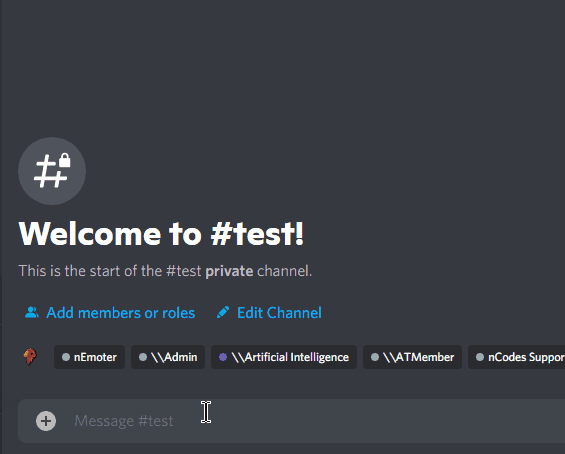 Welcome to #test!
This is the start of the #test private channel.
Add members or roles Edit Channel
nEmoter \\Admin \\Artificial Intelligence \\ATMember nCodes Suppor
Message #test